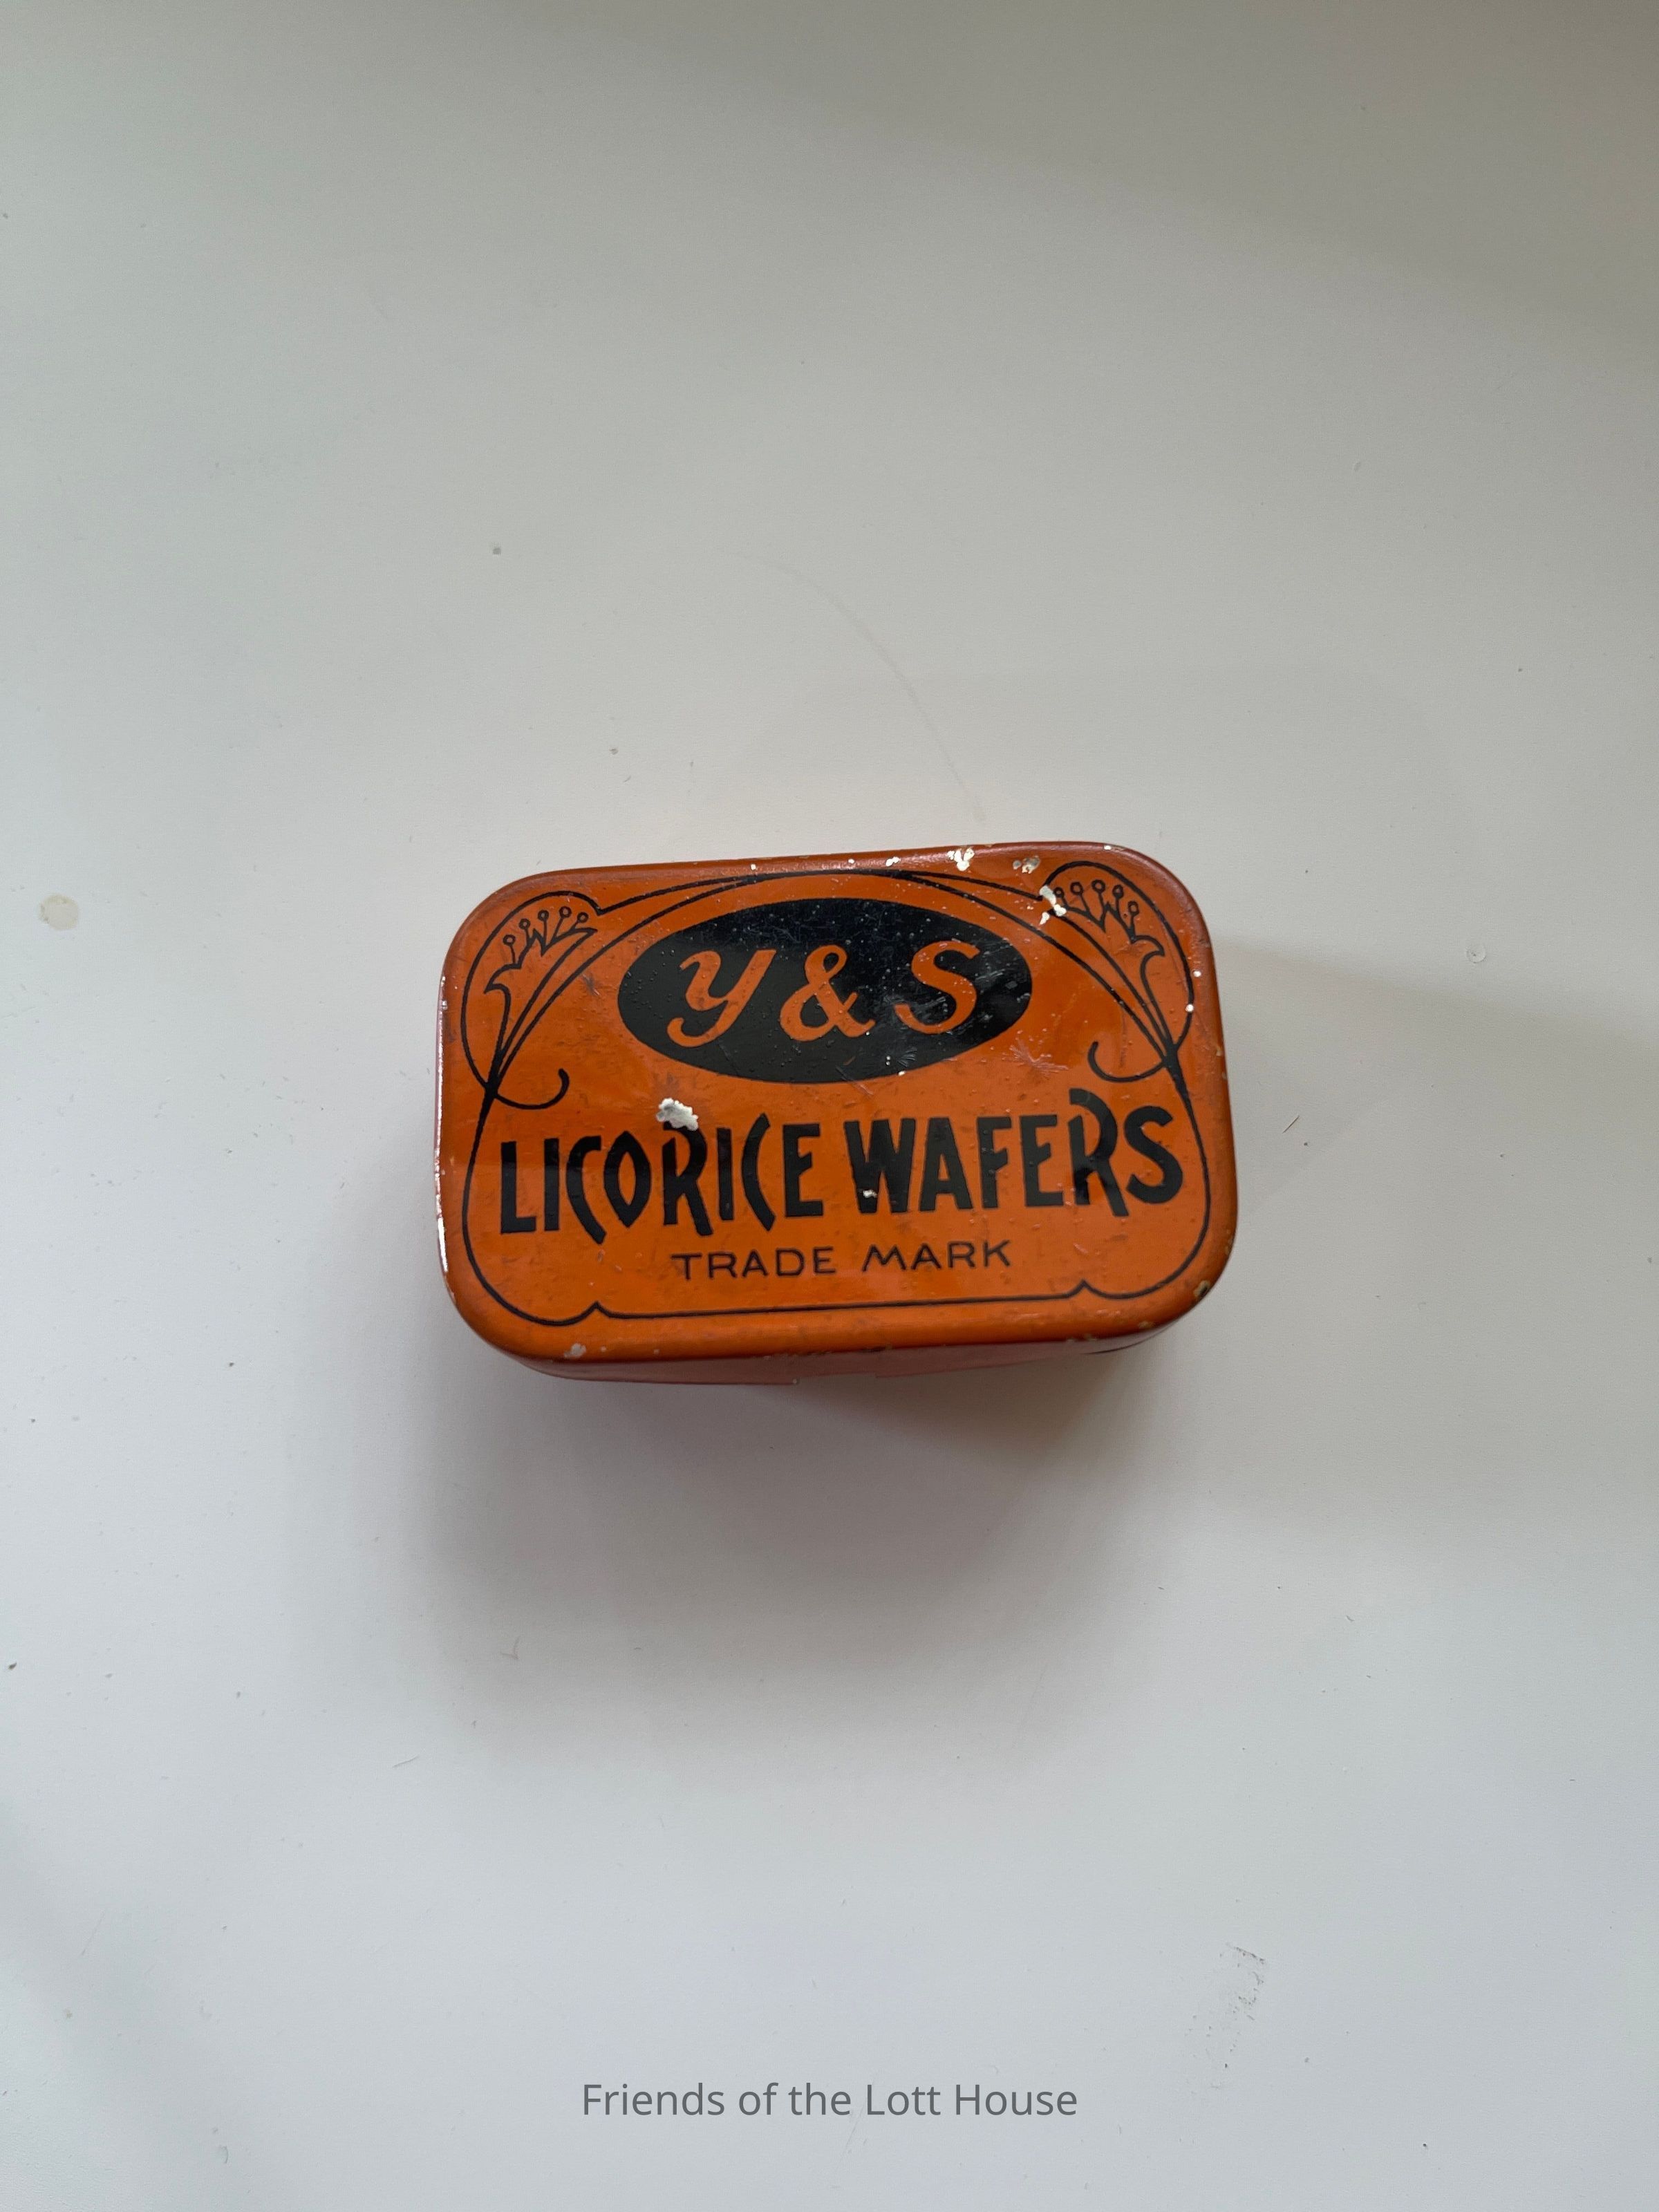 Y & S
LICORICE WAFERS
TRADE MARK
Friends of the Lott House